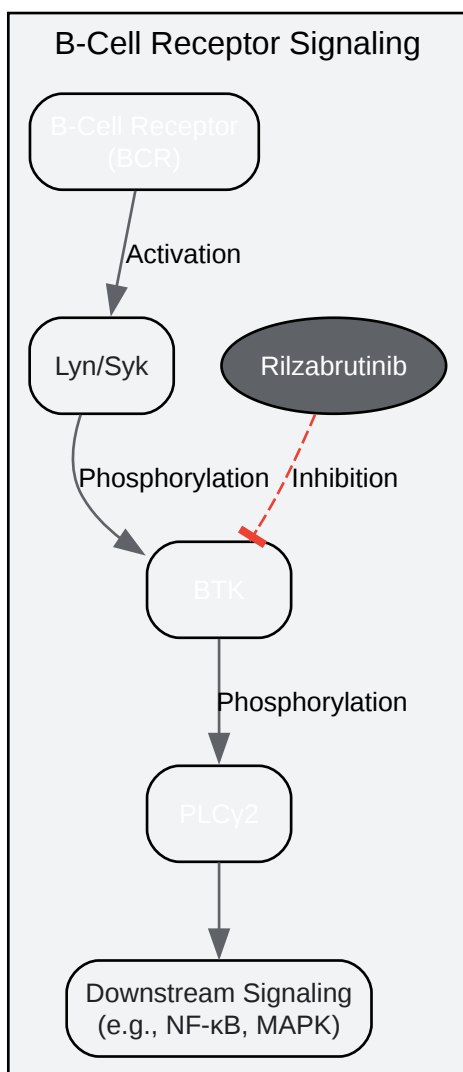 B-Cell Receptor Signaling
B-Cell Receptor
(BCR)
Activation
Lyn/Syk
Rilzabrutinib
Phosphorylation
Inhibition
BTK
Phosphorylation
PLCγ2
Downstream Signaling
(e.g., NF-κB, MAPK)